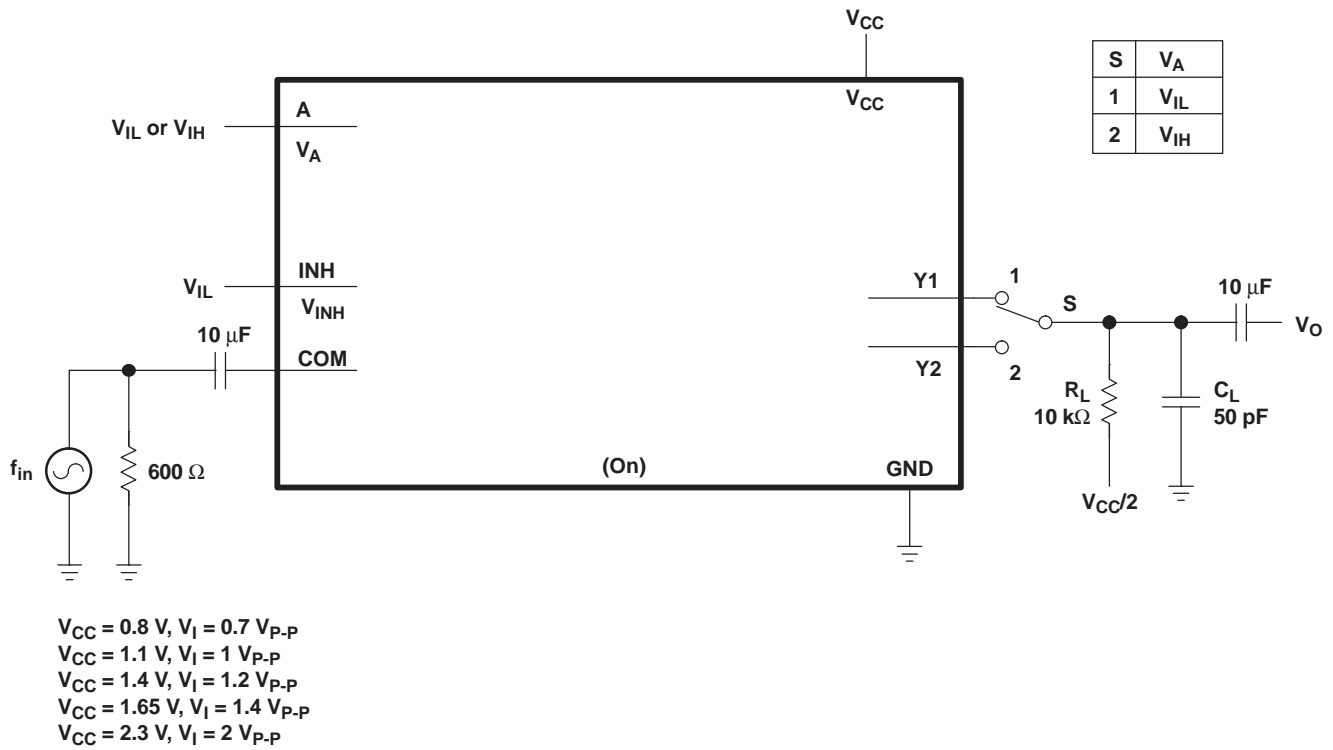 VCC
S VA
1 VIL
2 VIH
VCC
A
VIL or VIH
VA
INH
VIL
VINH
Y1
1
S
10 μF
VO
10 μF
COM
Y2
2
RL
10 kΩ
CL
50 pF
fin
600 Ω
(On)
GND
VCC/2
VCC = 0.8 V, VI = 0.7 VP-P
VCC = 1.1 V, VI = 1 VP-P
VCC = 1.4 V, VI = 1.2 VP-P
VCC = 1.65 V, VI = 1.4 VP-P
VCC = 2.3 V, VI = 2 VP-P